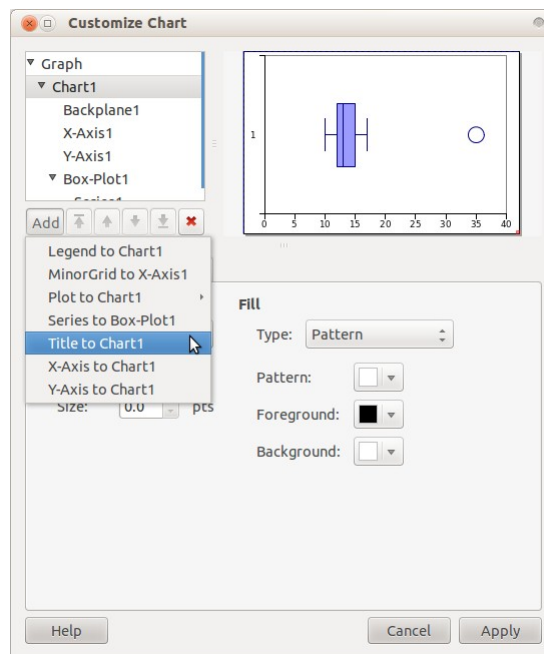 Customize Chart
Graph
Chart1
Backplane1
X-Axis1
Y-Axis1
Box-Plot1
Add
1
0 5 10 15 20 25 30 35 40
Legend to Chart1
MinorGrid to X-Axis1
Plot to Chart1
Series to Box-Plot1
Title to Chart1
X-Axis to Chart1
Y-Axis to Chart1
Size: 0.0 pts
Fill
Type: Pattern
Pattern:
Foreground:
Background:
Help
Cancel
Apply